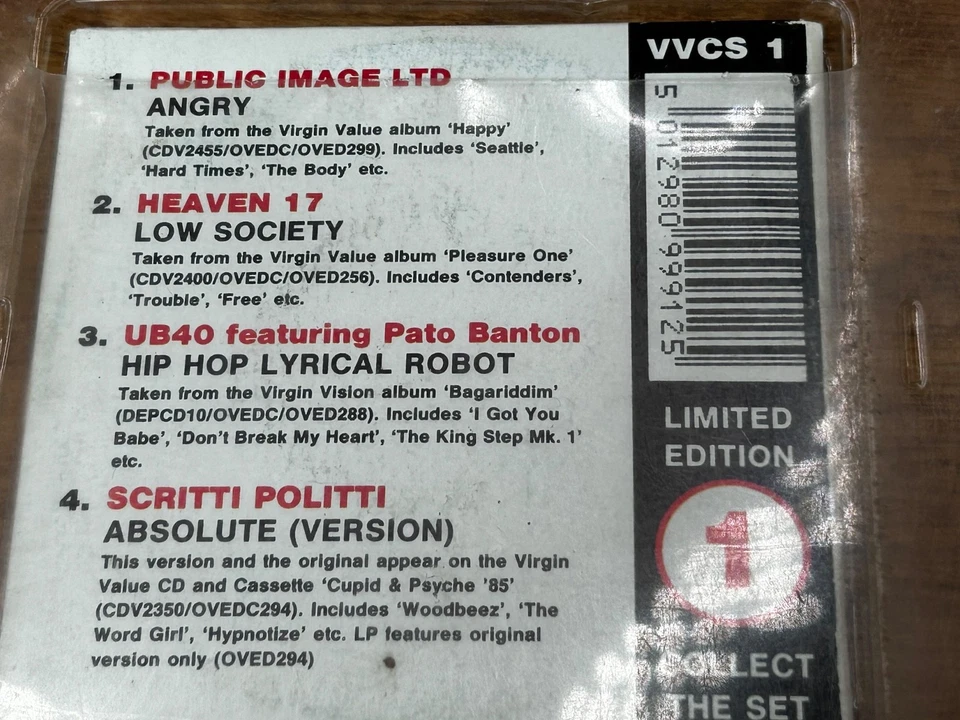 1. PUBLIC IMAGE LTD
ANGRY
Taken from the Virgin Value album ‘Happy’
(CDV2455/OVEDC/OVED299). Includes ‘Seattle’,
‘Hard Times’, ‘The Body’ etc.
2. HEAVEN 17
LOW SOCIETY
Taken from the Virgin Value album ‘Pleasure One’
(CDV2400/OVEDC/OVED256). Includes ‘Contenders’,
‘Trouble’, ‘Free’ etc.
3. UB40 featuring Pato Banton
HIP HOP LYRICAL ROBOT
Taken from the Virgin Vision album ‘Bagariddim’
(DEPCD10/OVEDC/OVED288). Includes ‘I Got You
Babe’, ‘Don’t Break My Heart’, ‘The King Step Mk. 1’
etc.
4. SCRITTI POLITTI
ABSOLUTE (VERSION)
This version and the original appear on the Virgin
Value CD and Cassette ‘Cupid & Psyche ’85’
(CDV2350/OVEDC294). Includes ‘Woodbeez’, ‘The
Word Girl’, ‘Hypnotize’ etc. LP features original
version only (OVED294)
VVCS 1
5 012980 999125
LIMITED
EDITION
1
COLLECT
THE SET